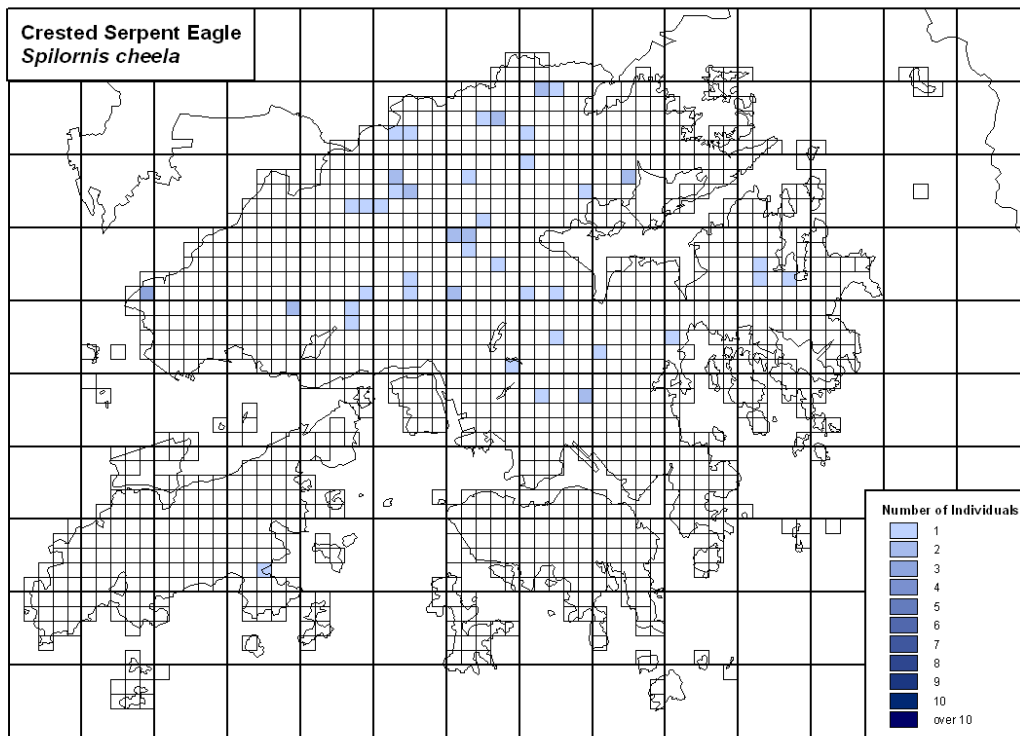 Crested Serpent Eagle
Spilornis cheela
Number of Individuals
1
2
3
4
5
6
7
8
9
10
over 10